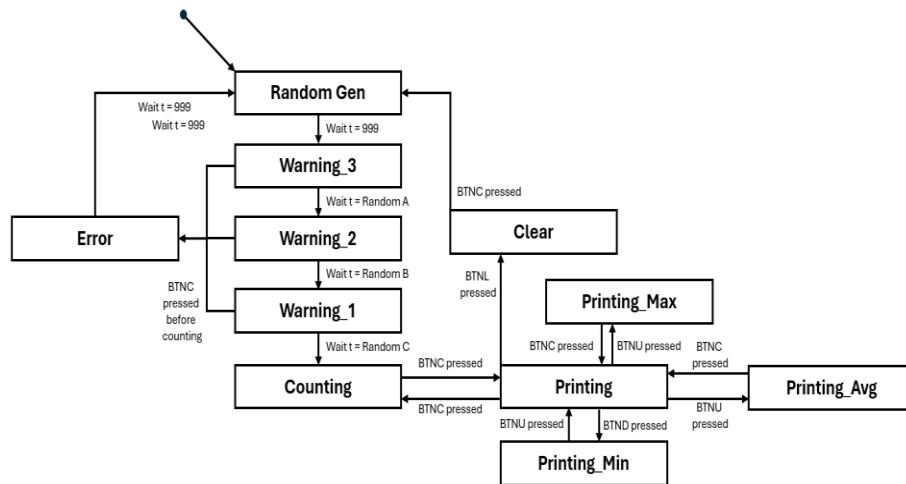 Random Gen
Wait t = 999
Wait t = 999
Wait t = 999
Warning_3
BTNC pressed
Wait t = Random A
Error
Warning_2
Clear
Wait t = Random B
BTNL
pressed
BTNC
pressed
before
counting
Warning_1
Printing_Max
Wait t = Random C
BTNC pressed
BTNU pressed
BTNC
pressed
BTNC pressed
Counting
Printing
Printing_Avg
BTNC pressed
BTNU pressed
BTND pressed
BTNU
pressed
Printing_Min